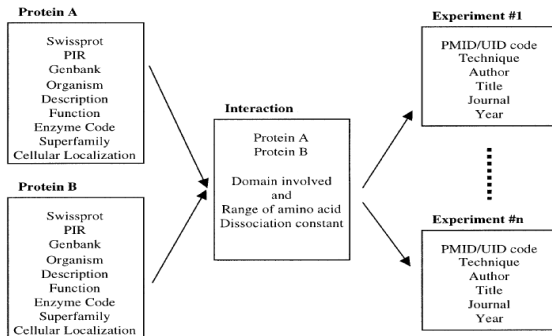 Protein A
Swissprot
PIR
Genbank
Organism
Description
Function
Enzyme Code
Superfamily
Cellular Localization
Protein B
Swissprot
PIR
Genbank
Organism
Description
Function
Enzyme Code
Superfamily
Cellular Localization
Interaction
Protein A
Protein B
Domain involved
and
Range of amino acid
Dissociation constant
Experiment #1
PMID/UID code
Technique
Author
Title
Journal
Year
Experiment #n
PMID/UID code
Technique
Author
Title
Journal
Year